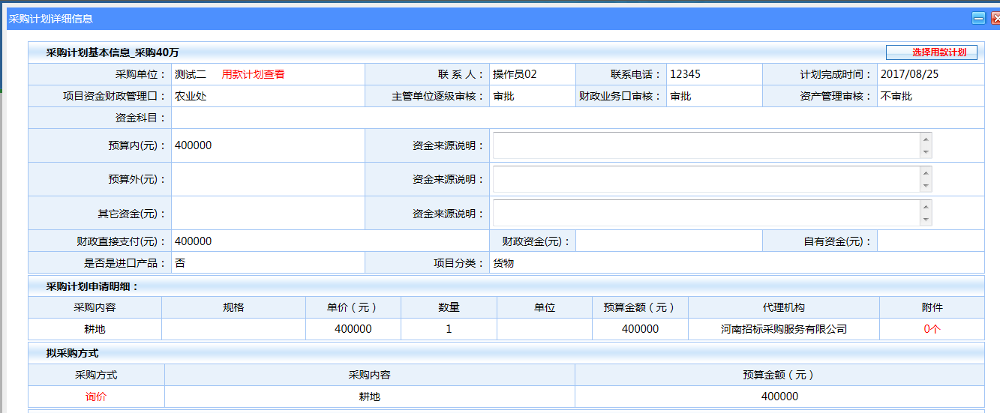 采购计划详细信息
采购计划基本信息_采购40万 选择用款计划
采购单位： 测试二 用款计划查看 联 系 人： 操作员02 联系电话： 12345 计划完成时间： 2017/08/25
项目资金财政管理口： 农业处 主管单位逐级审核： 审批 财政业务口审核： 审批 资产管理审核： 不审批
资金科目：
预算内(元)： 400000 资金来源说明：
预算外(元)： 资金来源说明：
其它资金(元)： 资金来源说明：
财政直接支付(元)： 400000 财政资金(元)： 自有资金(元)：
是否是进口产品： 否 项目分类： 货物
采购计划申请明细：
采购内容 规格 单价（元） 数量 单位 预算金额（元） 代理机构 附件
耕地 400000 1 400000 河南招标采购服务有限公司 0个
拟采购方式
采购方式 采购内容 预算金额（元）
询价 耕地 400000